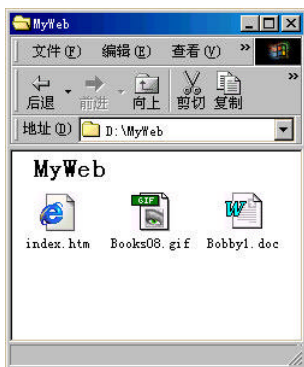 MyWeb
文件(F) 编辑(E) 查看(V) »
后退 前进 向上 剪切 复制 »
地址(D) D:\MyWeb
MyWeb
GIF W
index.htm Books08.gif Bobby1.doc